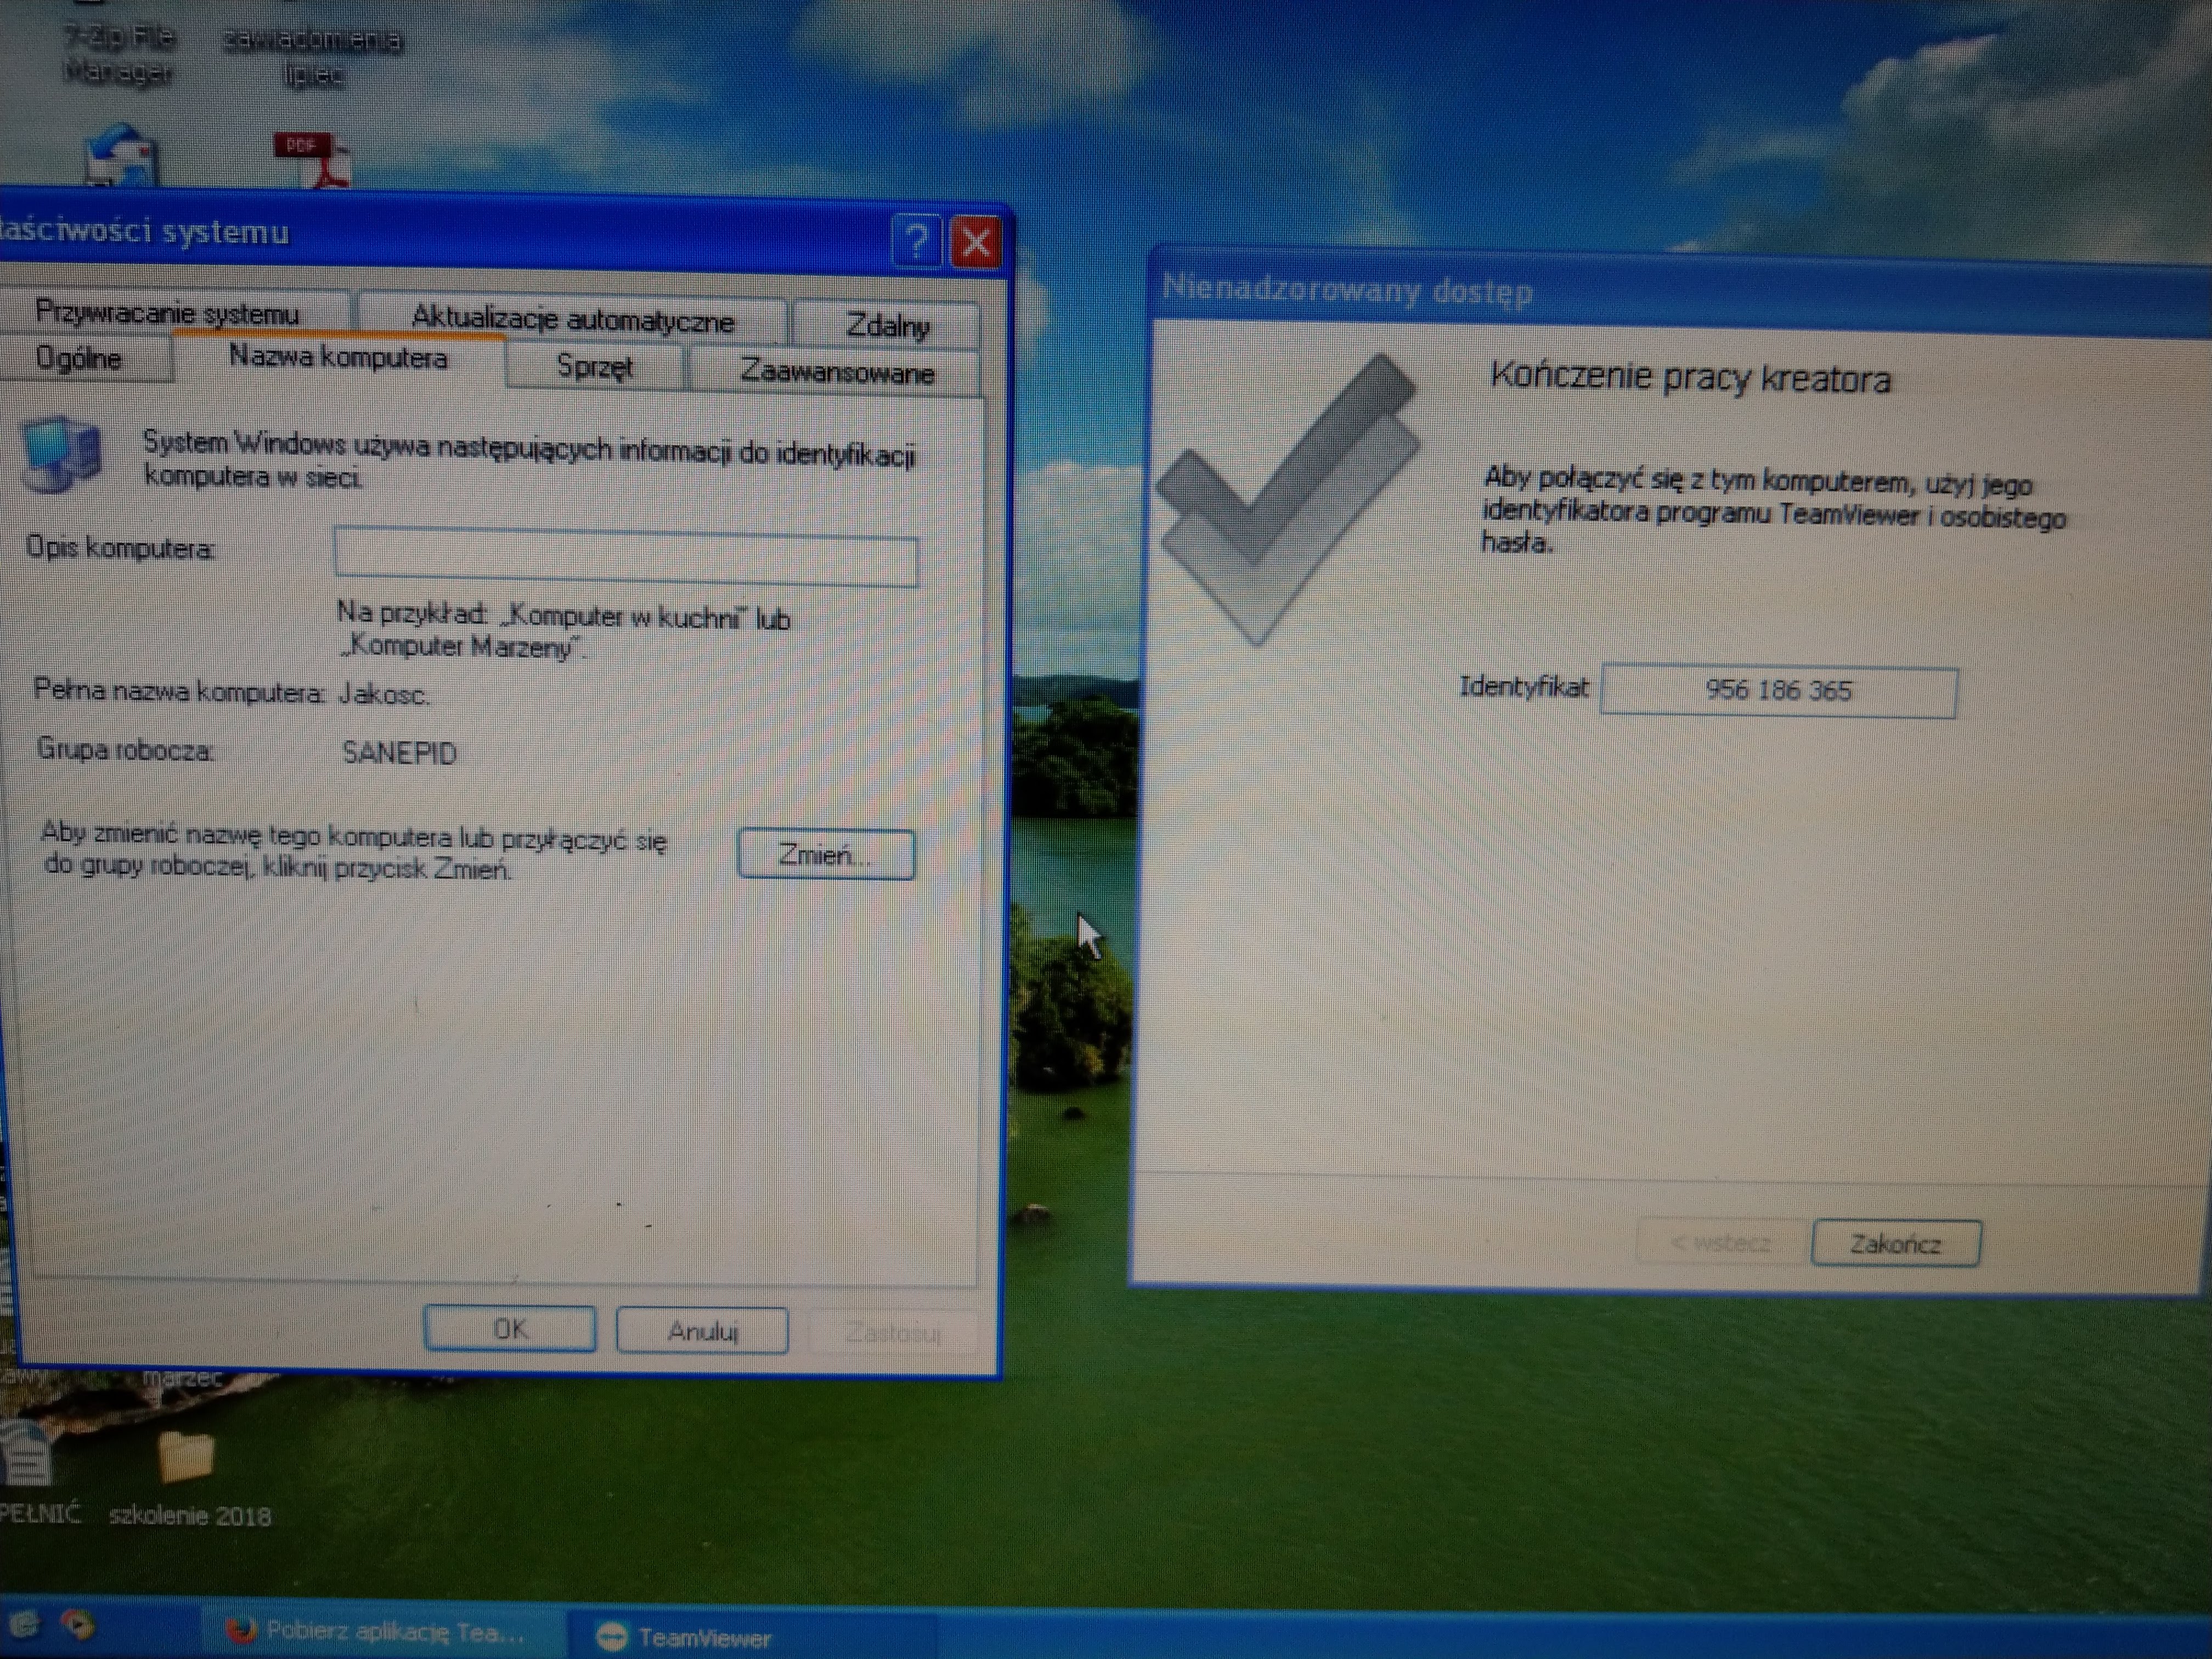 7-Zip File
Manager
zawiadomienia
lipiec
PDF
łaściwości systemu
?
Przywracanie systemu
Aktualizacje automatyczne
Zdalny
Ogólne
Nazwa komputera
Sprzęt
Zaawansowane
System Windows używa następujących informacji do identyfikacji
komputera w sieci.
Opis komputera:
Na przykład: „Komputer w kuchni” lub
„Komputer Marzeny”.
Pełna nazwa komputera: Jakosc.
Grupa robocza: SANEPID
Aby zmienić nazwę tego komputera lub przyłączyć się
do grupy roboczej, kliknij przycisk Zmień.
Zmień...
OK
Anuluj
Zastosuj
Nienadzorowany dostęp
Kończenie pracy kreatora
Aby połączyć się z tym komputerem, użyj jego
identyfikatora programu TeamViewer i osobistego
hasła.
Identyfikat 956 186 365
< wstecz
Zakończ
marzec
PEŁNIĆ
szkolenie 2018
Pobierz aplikację Tea...
TeamViewer